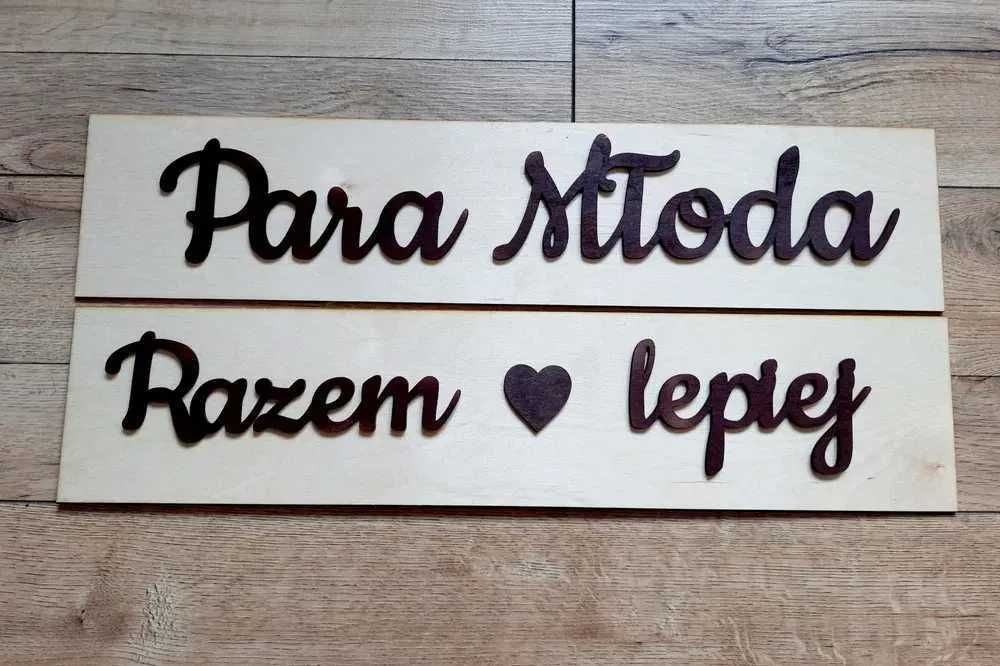 Para Młoda
Razem ♥ lepiej